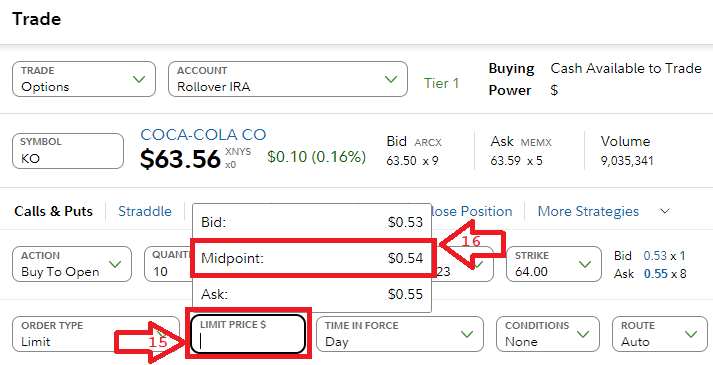 Trade
TRADE
Options
ACCOUNT
Rollover IRA
Tier 1
Buying Power
Cash Available to Trade
$
SYMBOL
KO
COCA-COLA CO
$63.56
XNYS
x0
$0.10 (0.16%)
Bid ARCX
63.50 x 9
Ask MEMX
63.59 x 5
Volume
9,035,341
Calls & Puts
Straddle
lose Position
More Strategies
Bid: $0.53
Midpoint: $0.54
Ask: $0.55
16
ACTION
Buy To Open
QUANT
10
23
STRIKE
64.00
Bid 0.53 x 1
Ask 0.55 x 8
ORDER TYPE
Limit
15
LIMIT PRICE $
TIME IN FORCE
Day
CONDITIONS
None
ROUTE
Auto